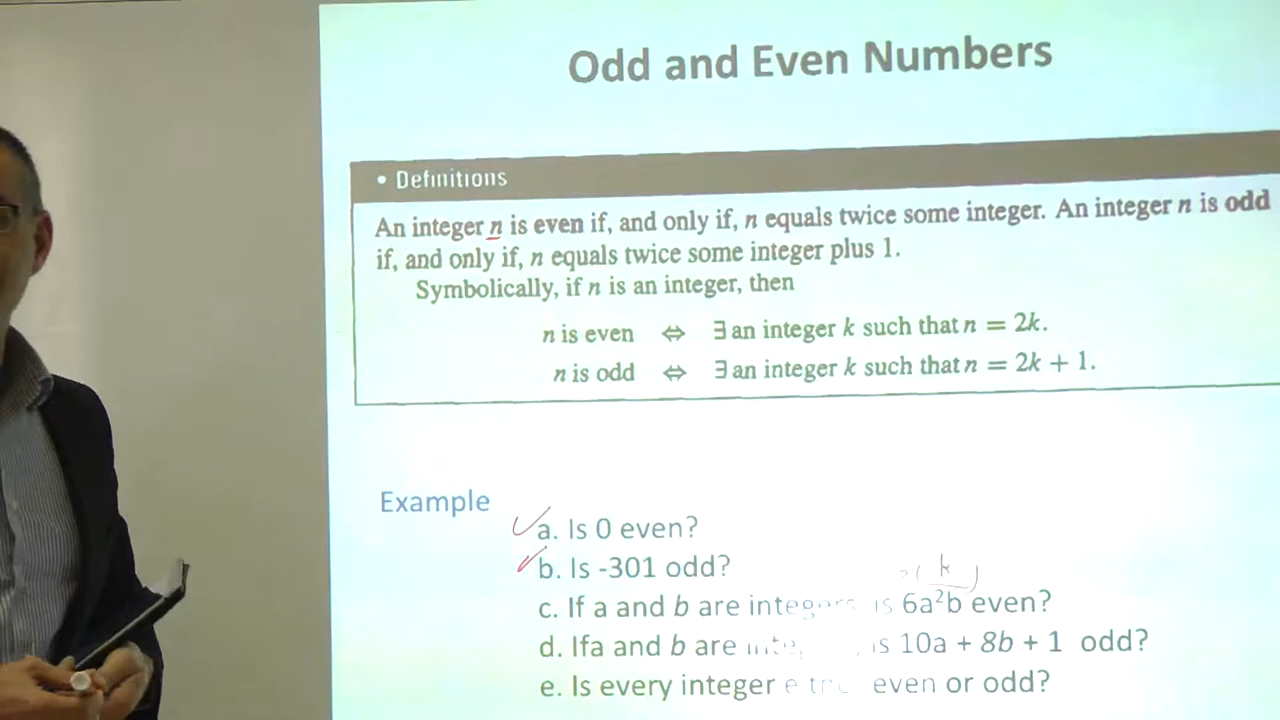 Odd and Even Numbers
• Definitions
An integer n is even if, and only if, n equals twice some integer. An integer n is odd
if, and only if, n equals twice some integer plus 1.
Symbolically, if n is an integer, then
n is even ⇔ ∃ an integer k such that n = 2k.
n is odd ⇔ ∃ an integer k such that n = 2k + 1.
Example
a. Is 0 even?
b. Is -301 odd?
k
c. If a and b are integers is 6a²b even?
d. Ifa and b are is 10a + 8b + 1 odd?
e. Is every integer even or odd?